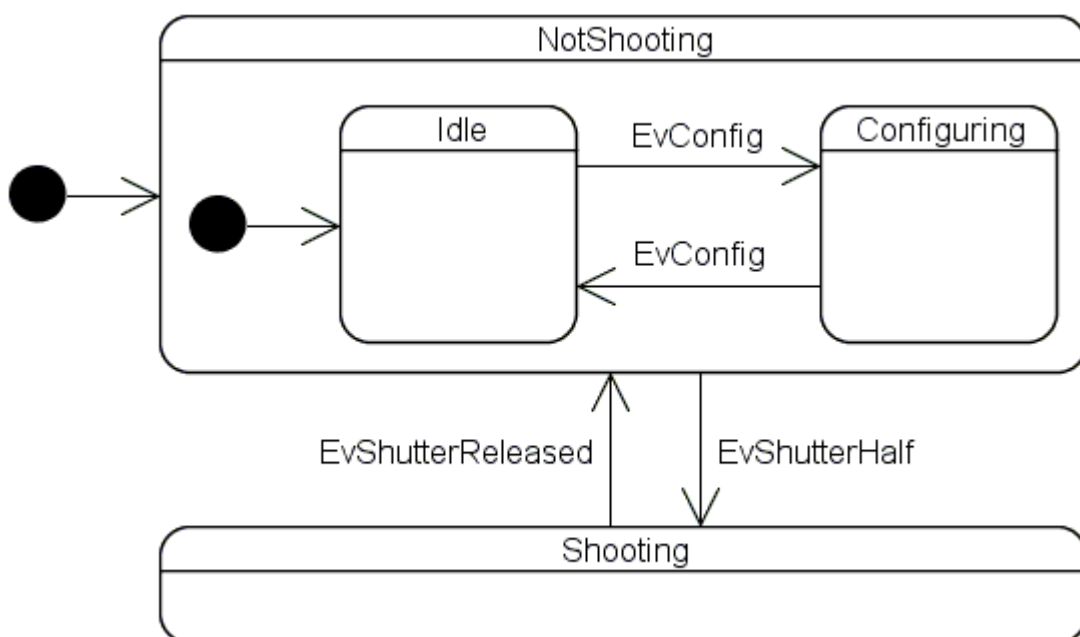 NotShooting
Idle
EvConfig
Configuring
EvConfig
EvShutterReleased
EvShutterHalf
Shooting